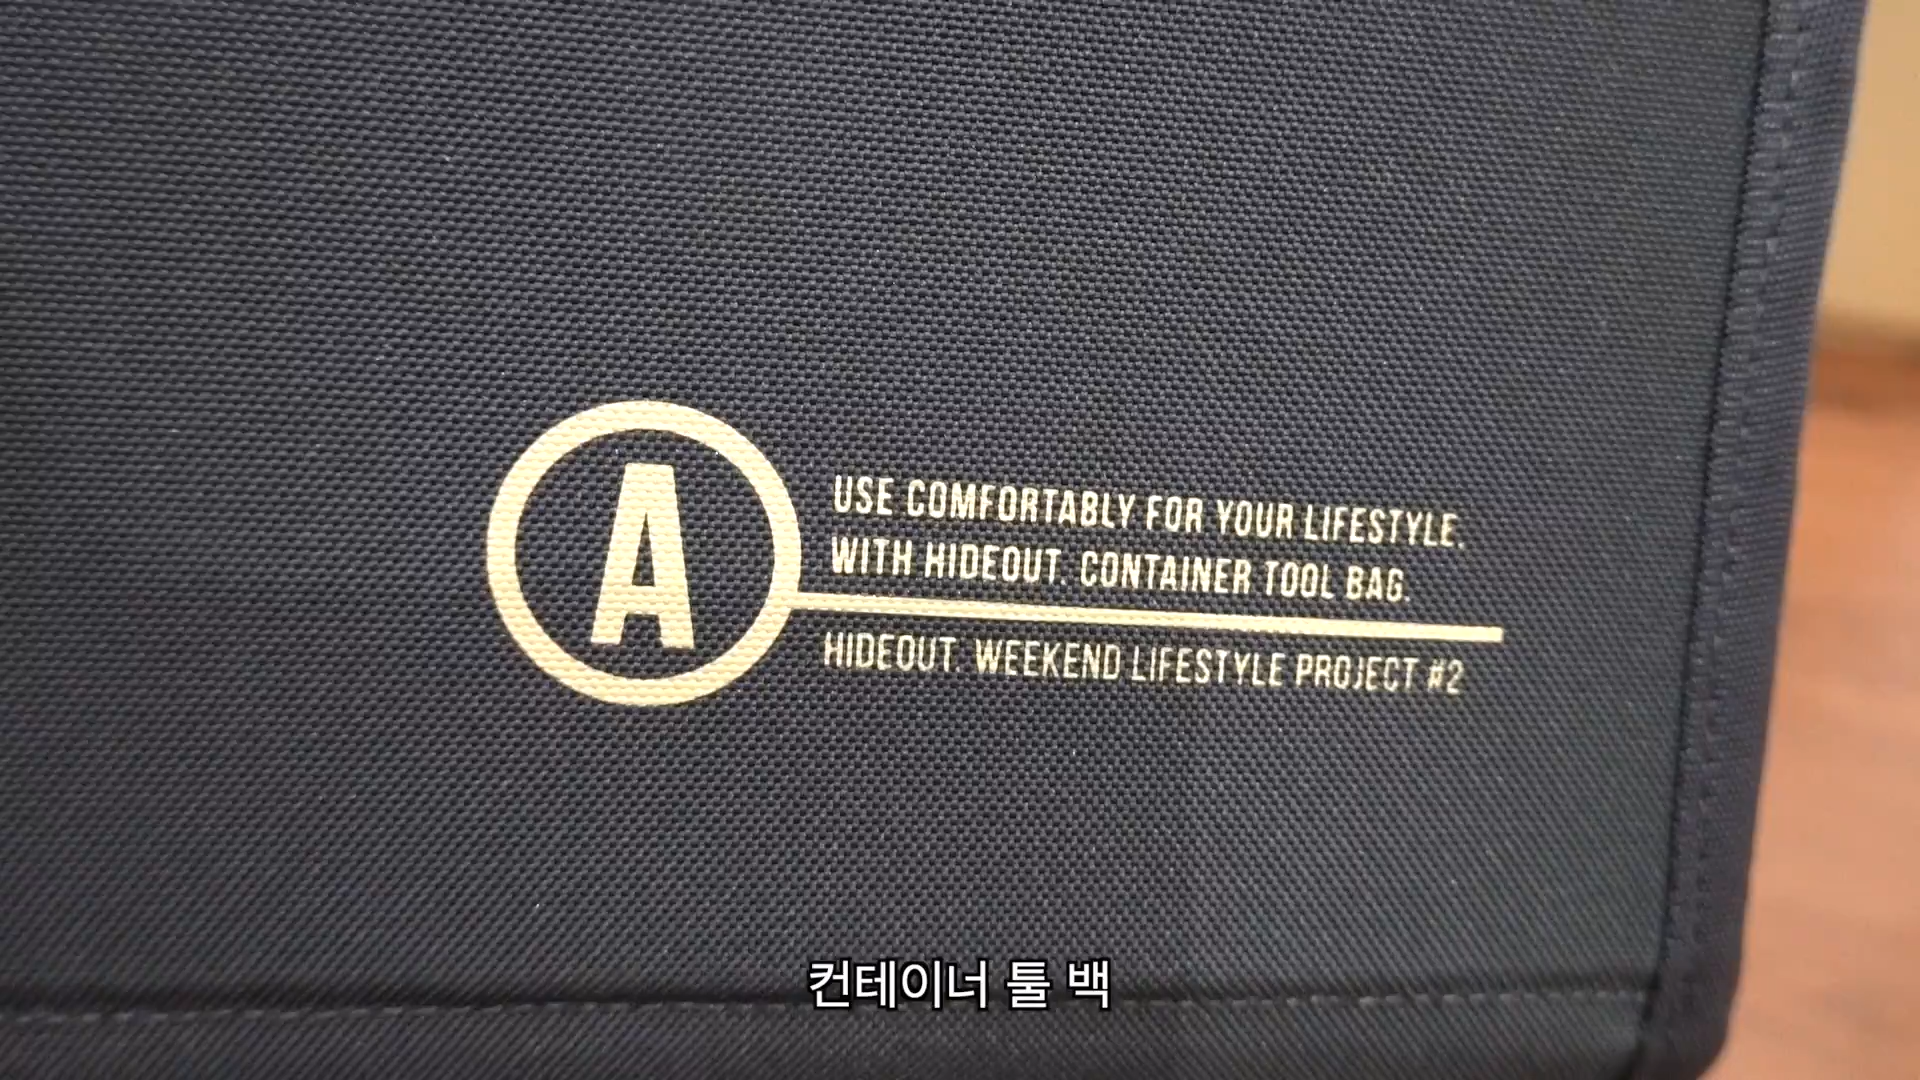 A
USE COMFORTABLY FOR YOUR LIFESTYLE.
WITH HIDEOUT. CONTAINER TOOL BAG.
HIDEOUT. WEEKEND LIFESTYLE PROJECT #2
컨테이너 툴 백